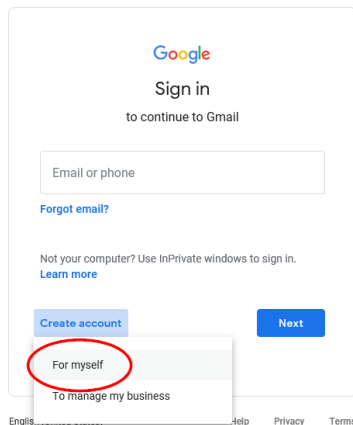 Google
Sign in
to continue to Gmail
Email or phone
Forgot email?
Not your computer? Use InPrivate windows to sign in.
Learn more
Create account
Next
For myself
To manage my business
Help Privacy Terms